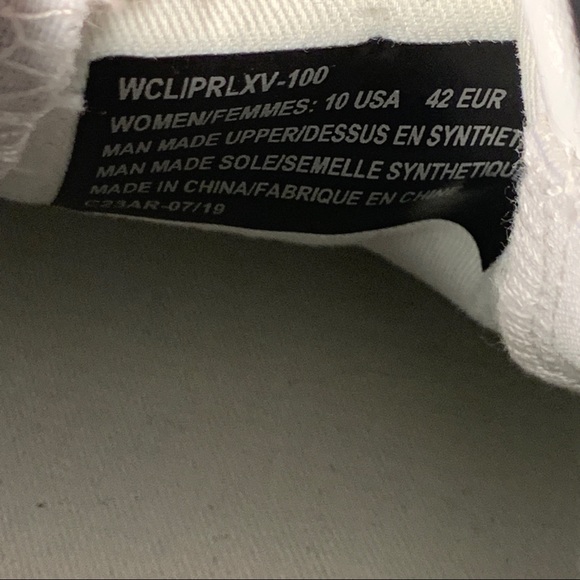 WCLIPRLXV-100
WOMEN/FEMMES: 10 USA 42 EUR
MAN MADE UPPER/DESSUS EN SYNTHET
MAN MADE SOLE/SEMELLE SYNTHETIQU
MADE IN CHINA/FABRIQUE EN CHINE
C23AR-07/19